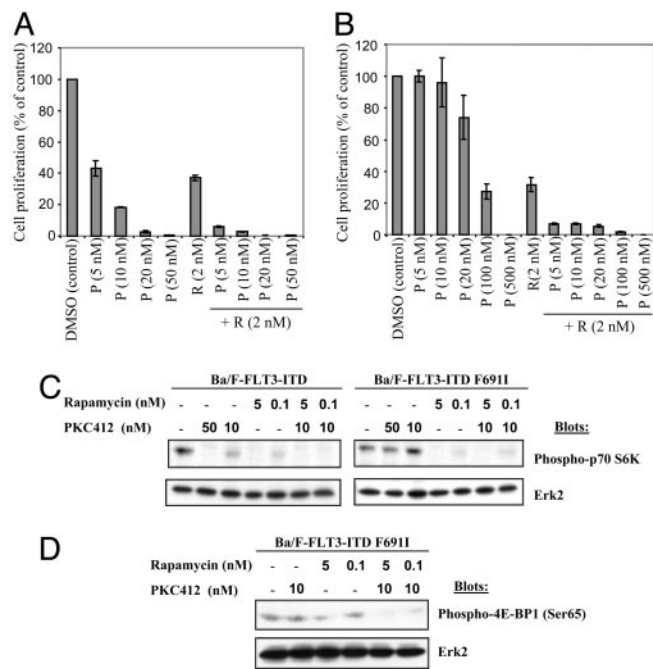 A
B
120
100
80
60
40
20
0
Cell proliferation (% of control)
DMSO (control)
P (5 nM)
P (10 nM)
P (20 nM)
P (50 nM)
R (2 nM)
P (5 nM)
P (10 nM)
P (20 nM)
P (50 nM)
+ R (2 nM)
120
100
80
60
40
20
0
Cell proliferation (% of control)
DMSO (control)
P (5 nM)
P (10 nM)
P (20 nM)
P (100 nM)
P (500 nM)
R(2 nM)
P (5 nM)
P (10 nM)
P (20 nM)
P (100 nM)
P (500 nM)
+ R (2 nM)
C
Ba/F-FLT3-ITD Ba/F-FLT3-ITD F691I
Rapamycin (nM) - - - 5 0.1 5 0.1 - - - 5 0.1 5 0.1
PKC412 (nM) - 50 10 - - 10 10 - 50 10 - - 10 10 Blots:
Phospho-p70 S6K
Erk2
D
Ba/F-FLT3-ITD F691I
Rapamycin (nM) - - 5 0.1 5 0.1
PKC412 (nM) - 10 - - 10 10 Blots:
Phospho-4E-BP1 (Ser65)
Erk2